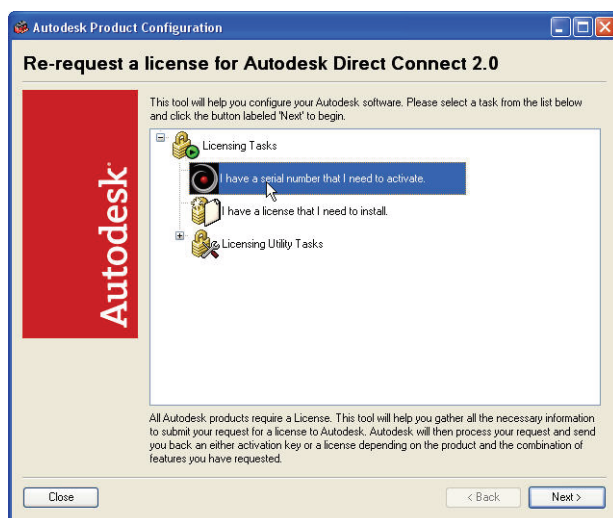 Autodesk Product Configuration
Re-request a license for Autodesk Direct Connect 2.0
Autodesk
This tool will help you configure your Autodesk software. Please select a task from the list below
and click the button labeled 'Next' to begin.
Licensing Tasks
I have a serial number that I need to activate.
I have a license that I need to install.
Licensing Utility Tasks
All Autodesk products require a License. This tool will help you gather all the necessary information
to submit your request for a license to Autodesk. Autodesk will then process your request and send
you back an either activation key or a license depending on the product and the combination of
features you have requested.
Close
< Back
Next >